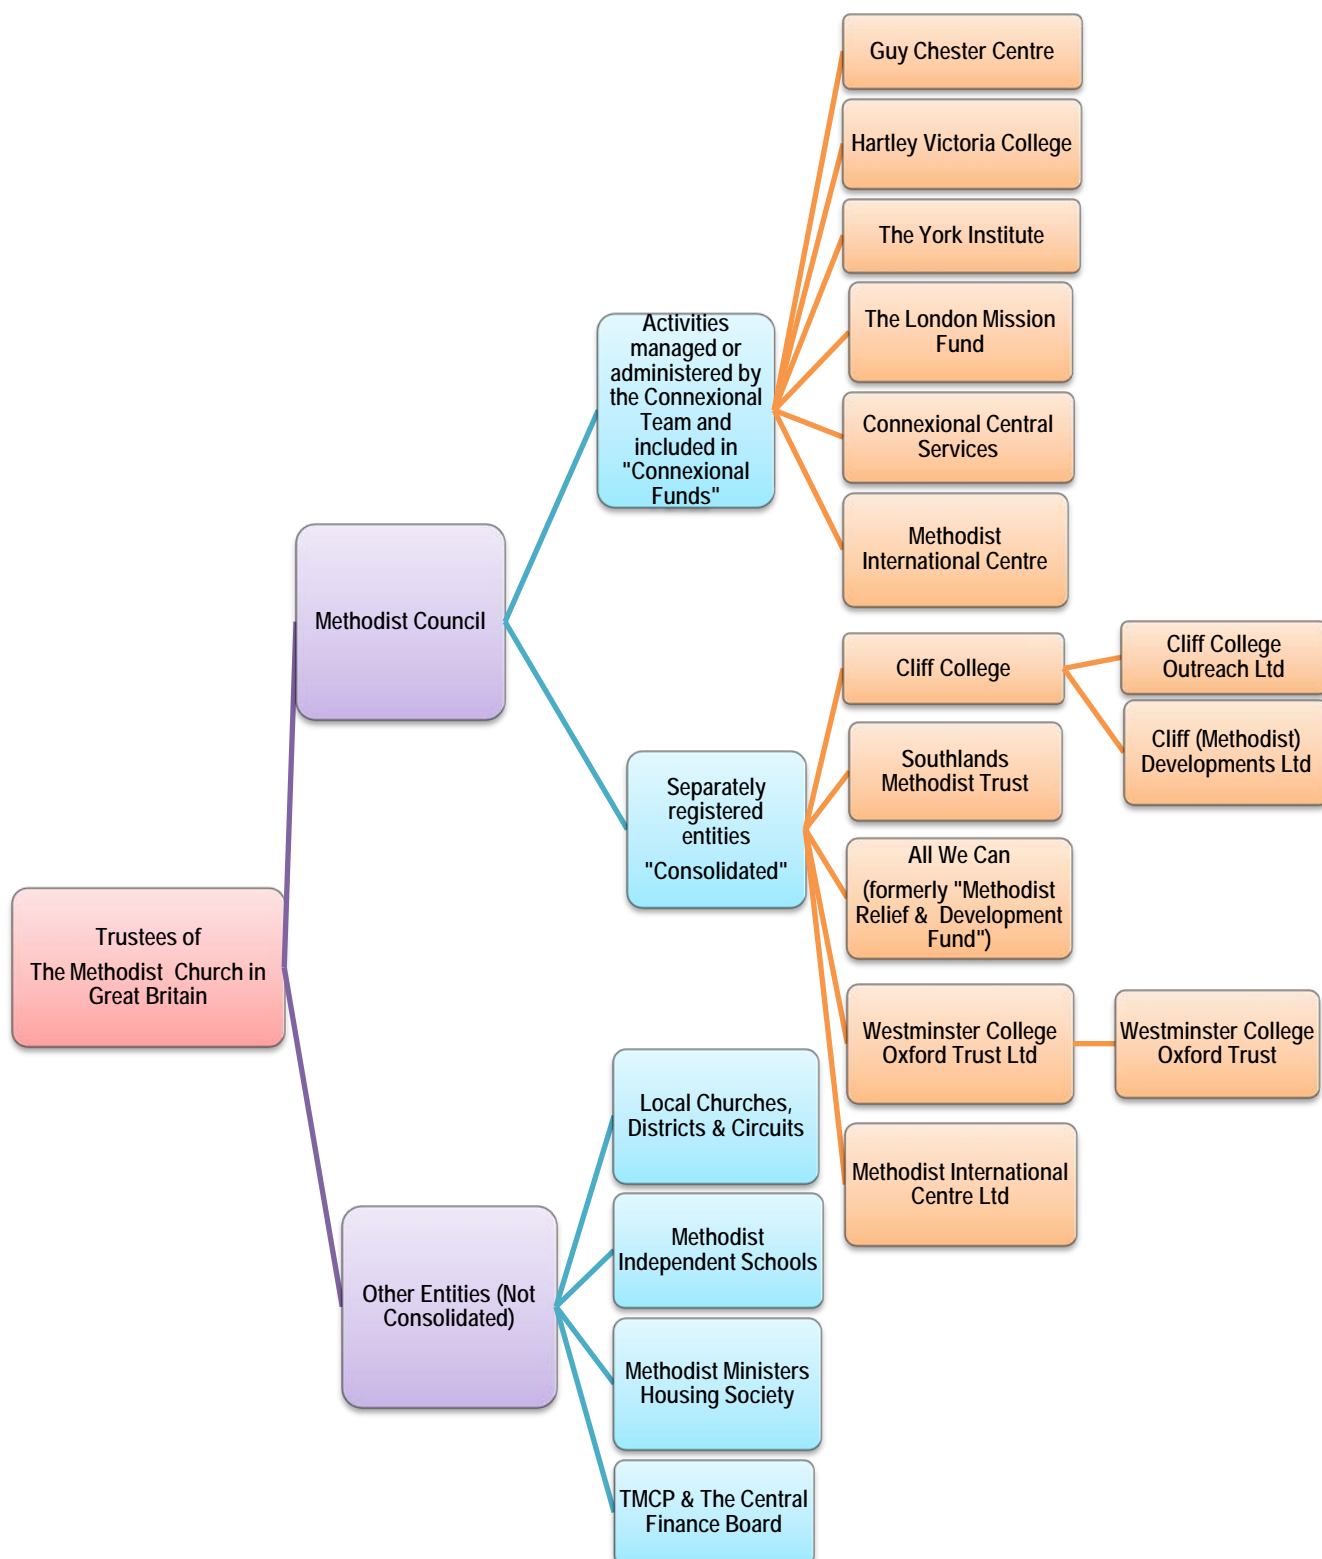 Guy Chester Centre
Hartley Victoria College
The York Institute
The London Mission
Fund
Connexional Central
Services
Methodist
International Centre
Activities
managed or
administered by
the Connexional
Team and
included in
"Connexional
Funds"
Methodist Council
Cliff College
Cliff College
Outreach Ltd
Cliff (Methodist)
Developments Ltd
Southlands
Methodist Trust
Separately
registered
entities
"Consolidated"
All We Can
(formerly "Methodist
Relief & Development
Fund")
Trustees of
The Methodist Church in
Great Britain
Westminster College
Oxford Trust Ltd
Westminster College
Oxford Trust
Methodist International
Centre Ltd
Local Churches,
Districts & Circuits
Methodist
Independent Schools
Other Entities (Not
Consolidated)
Methodist Ministers
Housing Society
TMCP & The Central
Finance Board